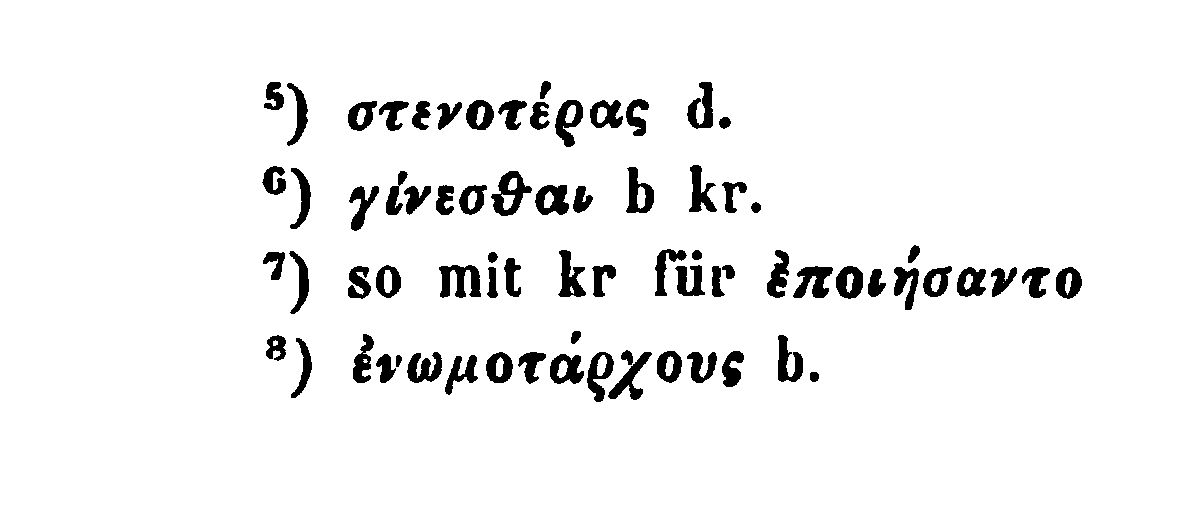 ⁵) στενοτέρας d.
⁶) γίνεσθαι b kr.
⁷) so mit kr für ἐποιήσαντο
⁸) ἐνωμοτάρχους b.